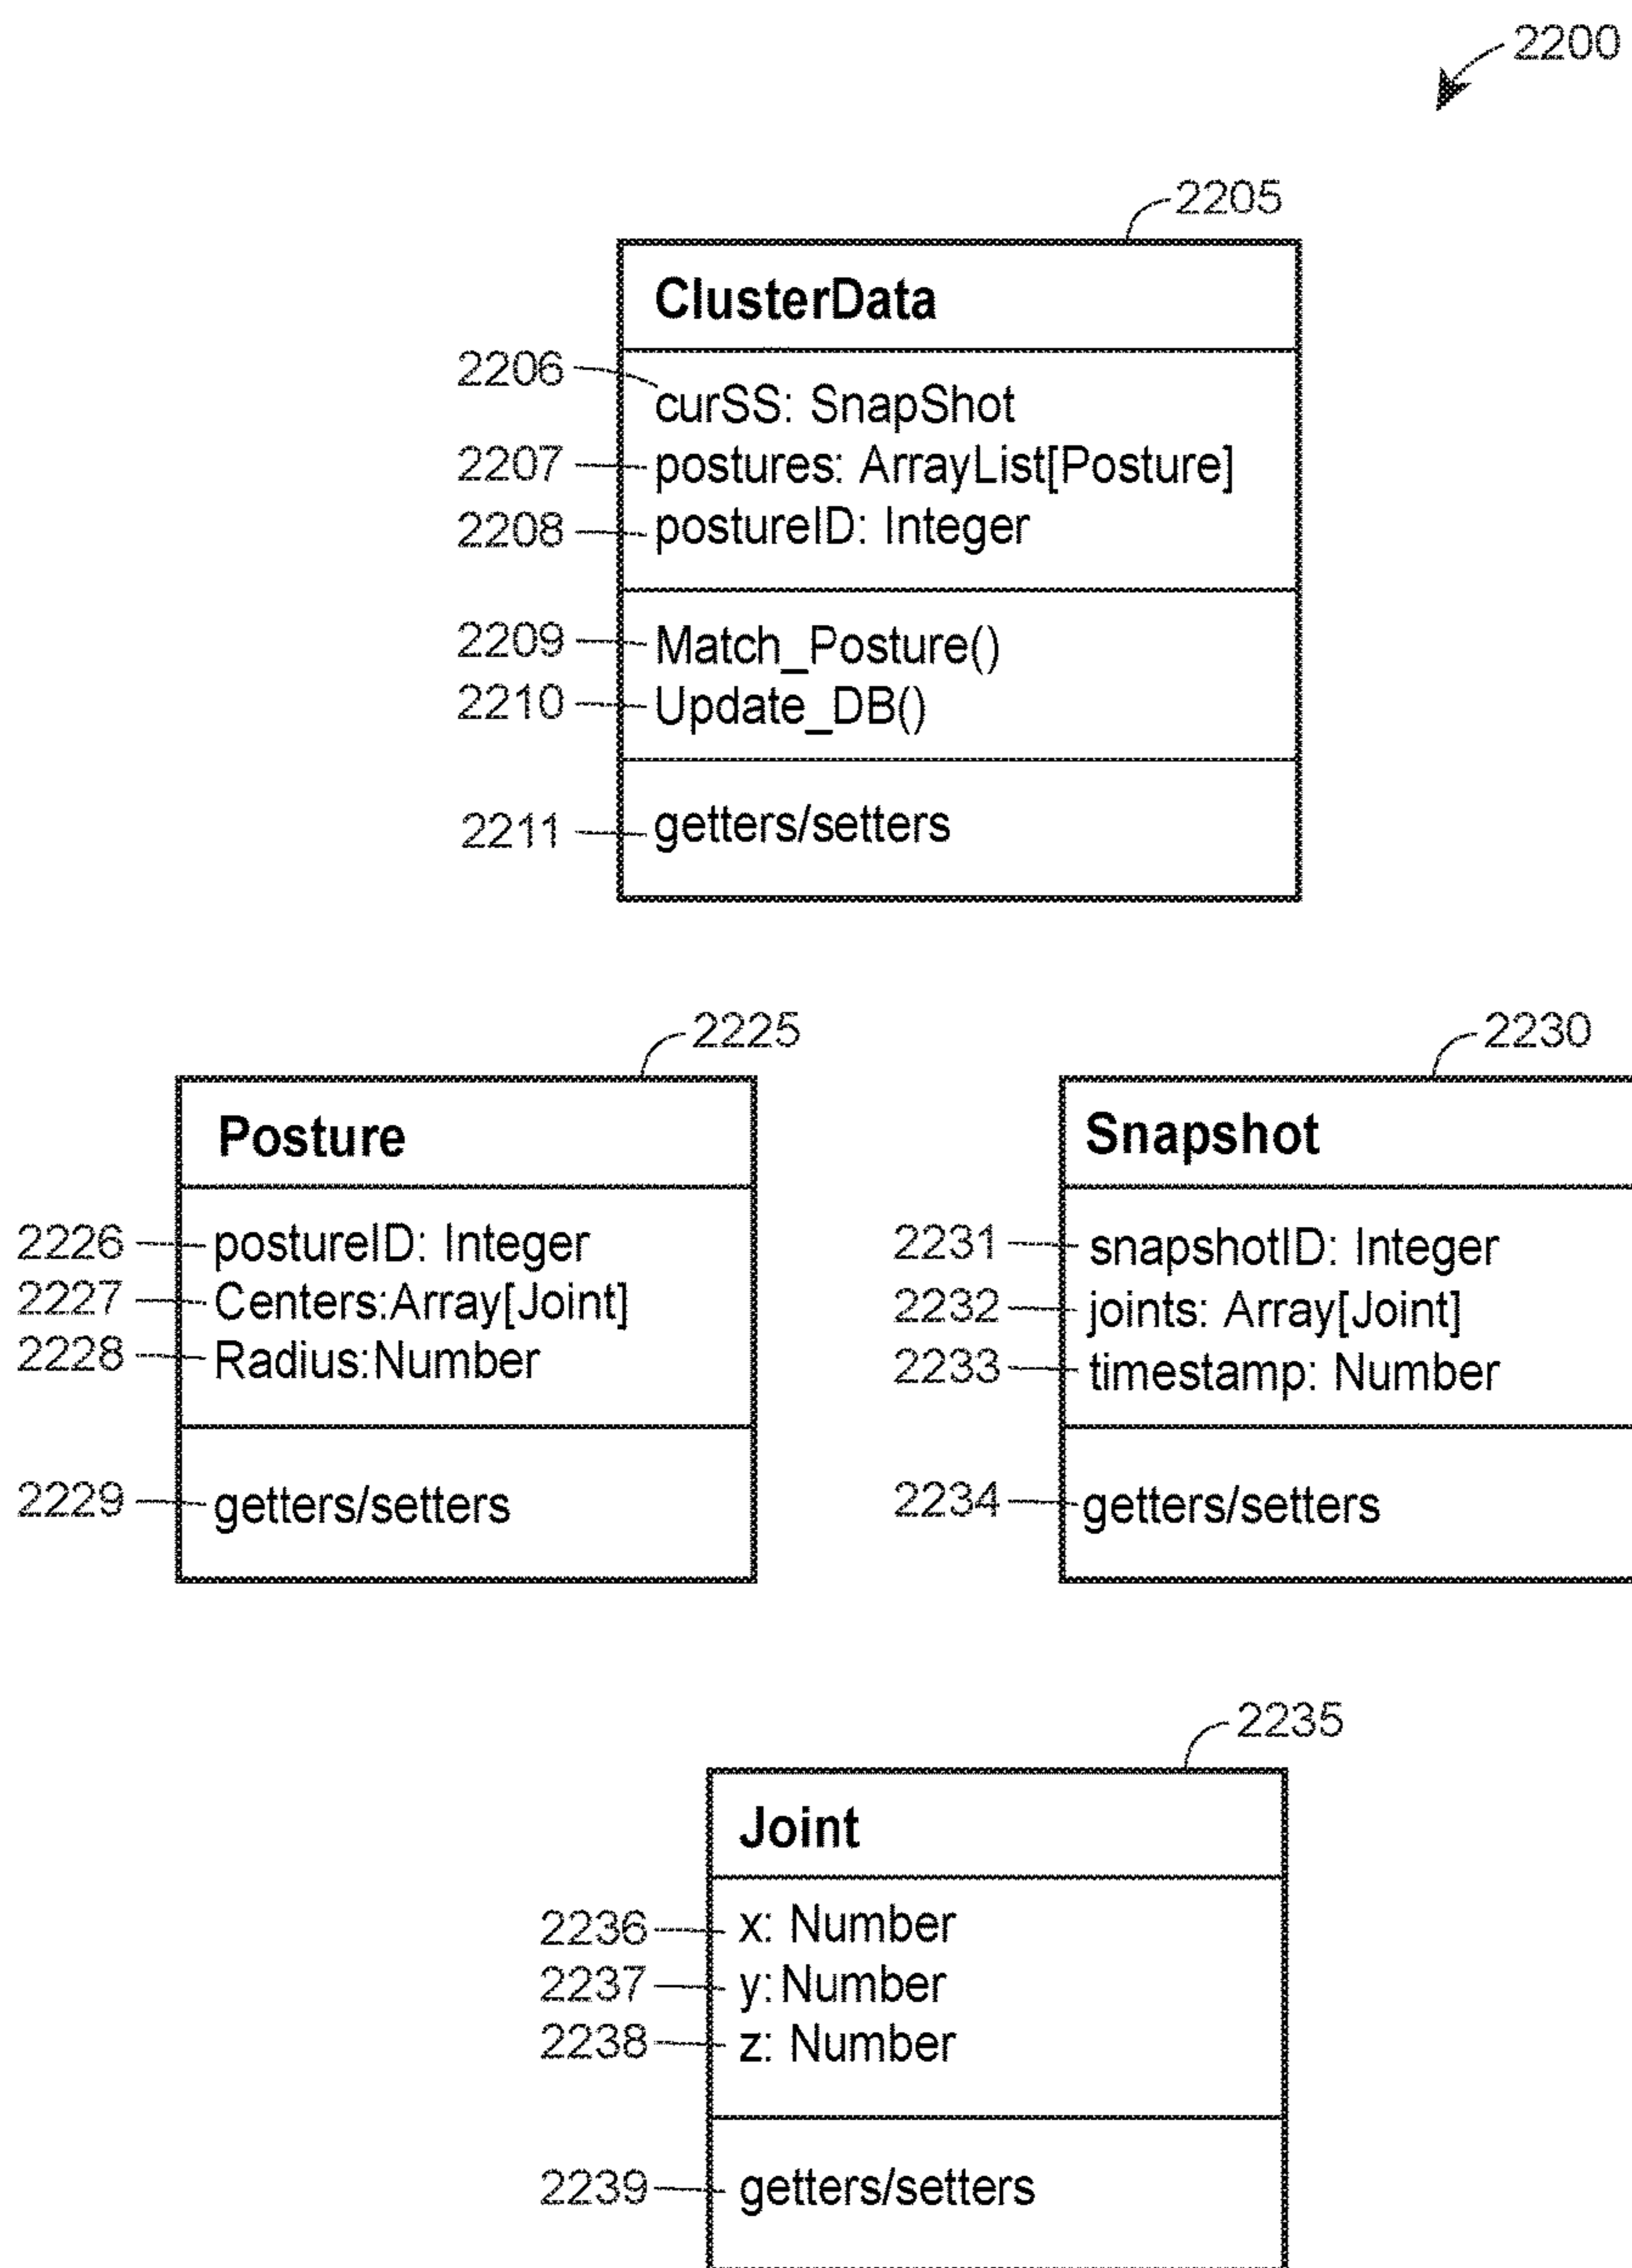 2200
2205
ClusterData
2206 curSS: SnapShot
2207 postures: ArrayList[Posture]
2208 postureID: Integer
2209 Match_Posture()
2210 Update_DB()
2211 getters/setters
2225
Posture
2226 postureID: Integer
2227 Centers:Array[Joint]
2228 Radius:Number
2229 getters/setters
2230
Snapshot
2231 snapshotID: Integer
2232 joints: Array[Joint]
2233 timestamp: Number
2234 getters/setters
2235
Joint
2236 x: Number
2237 y: Number
2238 z: Number
2239 getters/setters